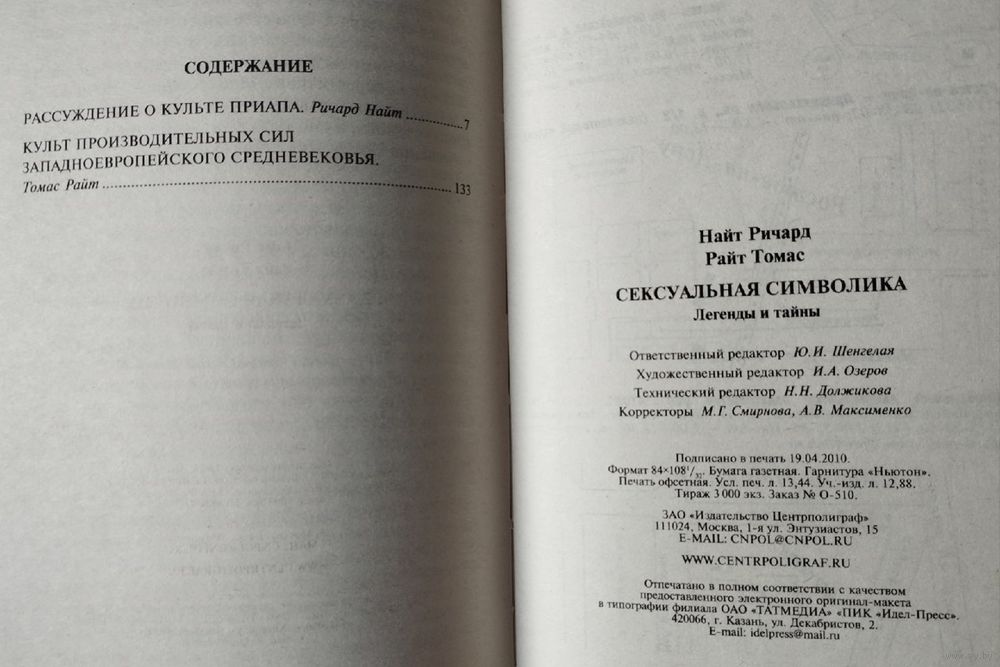 СОДЕРЖАНИЕ
РАССУЖДЕНИЕ О КУЛЬТЕ ПРИАПА. Ричард Найт ............7
КУЛЬТ ПРОИЗВОДИТЕЛЬНЫХ СИЛ
ЗАПАДНОЕВРОПЕЙСКОГО СРЕДНЕВЕКОВЬЯ.
Томас Райт ............ 133
Найт Ричард
Райт Томас
СЕКСУАЛЬНАЯ СИМВОЛИКА
Легенды и тайны
Ответственный редактор Ю.И. Шенгелая
Художественный редактор И.А. Озеров
Технический редактор Н.Н. Должикова
Корректоры М.Г. Смирнова, А.В. Максименко
Подписано в печать 19.04.2010.
Формат 84×108 1/32. Бумага газетная. Гарнитура «Ньютон».
Печать офсетная. Усл. печ. л. 13,44. Уч.-изд. л. 12,88.
Тираж 3 000 экз. Заказ № О-510.
ЗАО «Издательство Центрполиграф»
111024, Москва, 1-я ул. Энтузиастов, 15
E-MAIL: CNPOL@CNPOL.RU
WWW.CENTRPOLIGRAF.RU
Отпечатано в полном соответствии с качеством
предоставленного электронного оригинал-макета
в типографии филиала ОАО «ТАТМЕДИА» «ПИК «Идел-Пресс».
420066, г. Казань, ул. Декабристов, 2.
E-mail: idelpress@mail.ru